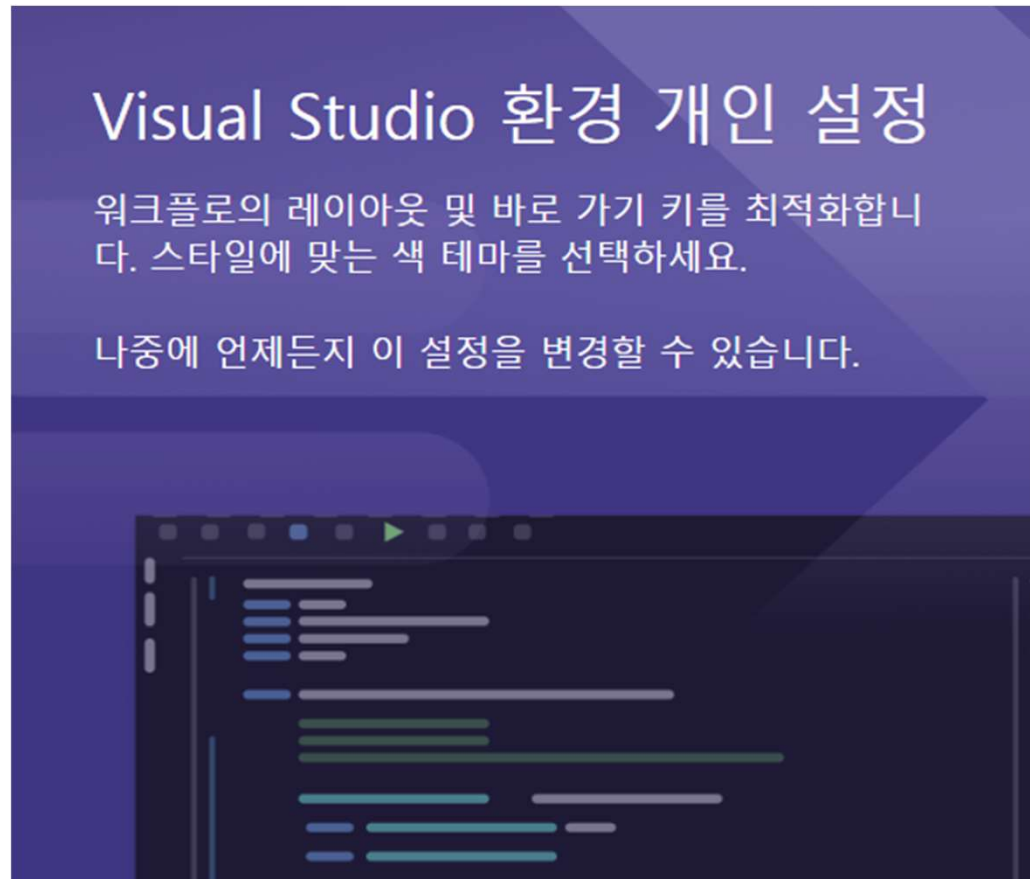 Visual Studio 환경 개인 설정
워크플로의 레이아웃 및 바로 가기 키를 최적화합니
다. 스타일에 맞는 색 테마를 선택하세요.
나중에 언제든지 이 설정을 변경할 수 있습니다.